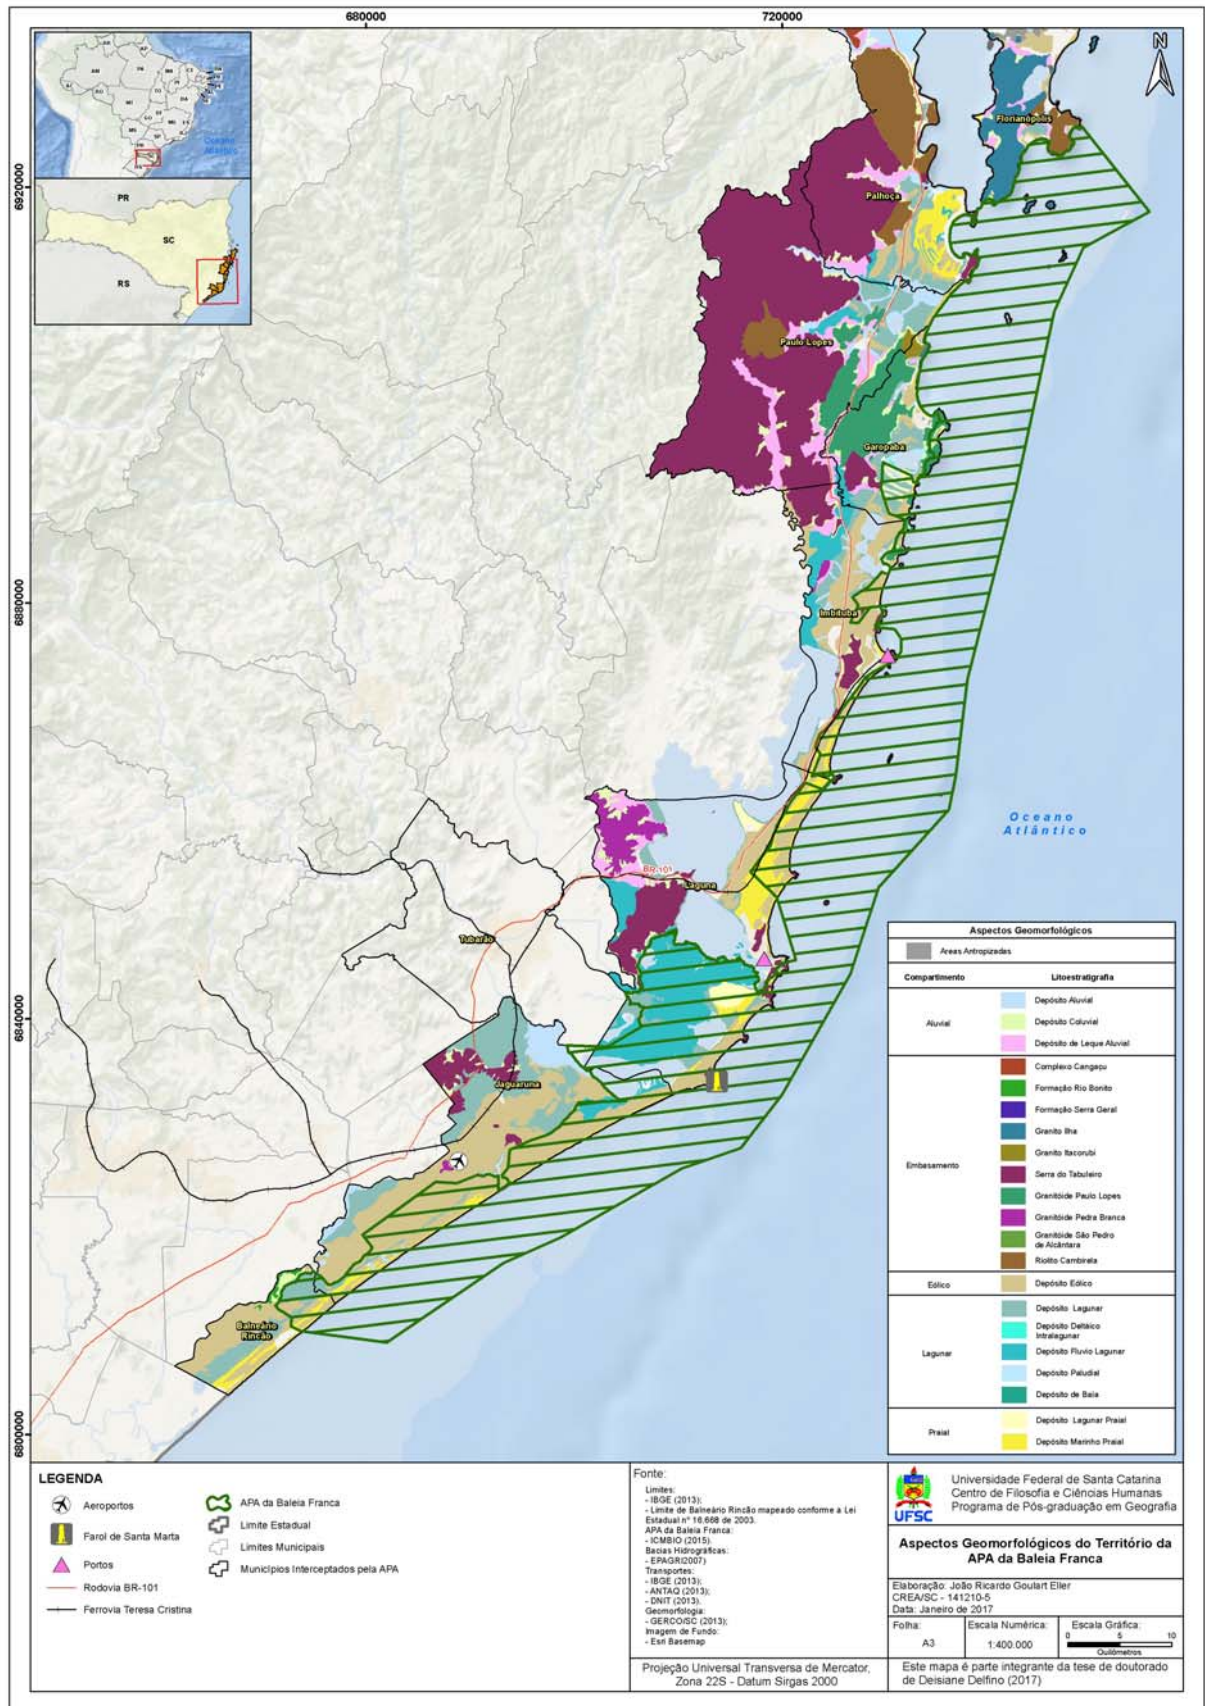 680000
720000
6920000
6880000
6840000
6800000
N
PR
SC
RS
Florianópolis
Palhoça
Paulo Lopes
Garopaba
Imbituba
BR-101
Laguna
Tubarão
Jaguaruna
Balneário
Rincão
Oceano
Atlântico
Aspectos Geomorfológicos
Areas Antropizadas
Compartimento Litoestratigrafia
Aluvial
Depósito Aluvial
Depósito Coluvial
Depósito de Leque Aluvial
Embasamento
Complexo Cangaçu
Formação Rio Bonito
Formação Serra Geral
Granito Ilha
Granito Itacorubi
Serra do Tabuleiro
Granitóide Paulo Lopes
Granitóide Pedra Branca
Granitóide São Pedro
de Alcântara
Riolito Cambirela
Eólico
Depósito Eólico
Lagunar
Depósito Lagunar
Depósito Deltáico
Intralagunar
Depósito Fluvio Lagunar
Depósito Paludial
Depósito de Baía
Praial
Depósito Lagunar Praial
Depósito Marinho Praial
LEGENDA
Aeroportos
Farol de Santa Marta
Portos
Rodovia BR-101
Ferrovia Teresa Cristina
APA da Baleia Franca
Limite Estadual
Limites Municipais
Municípios Interceptados pela APA
Fonte:
Limites:
- IBGE (2013);
- Limite de Balneário Rincão mapeado conforme a Lei
Estadual nº 16.668 de 2003.
APA da Baleia Franca:
- ICMBIO (2015).
Bacias Hidrográficas:
- EPAGRI(2007)
Transportes:
- IBGE (2013);
- ANTAQ (2013);
- DNIT (2013).
Geomorfologia:
- GERCO/SC (2013);
Imagem de Fundo:
- Esri Basemap
Projeção Universal Transversa de Mercator,
Zona 22S - Datum Sirgas 2000
UFSC
Universidade Federal de Santa Catarina
Centro de Filosofia e Ciências Humanas
Programa de Pós-graduação em Geografia
Aspectos Geomorfológicos do Território da
APA da Baleia Franca
Elaboração: João Ricardo Goulart Eller
CREA/SC - 141210-5
Data: Janeiro de 2017
Folha:
A3
Escala Numérica:
1:400.000
Escala Gráfica:
0 5 10
Quilômetros
Este mapa é parte integrante da tese de doutorado
de Deisiane Delfino (2017)